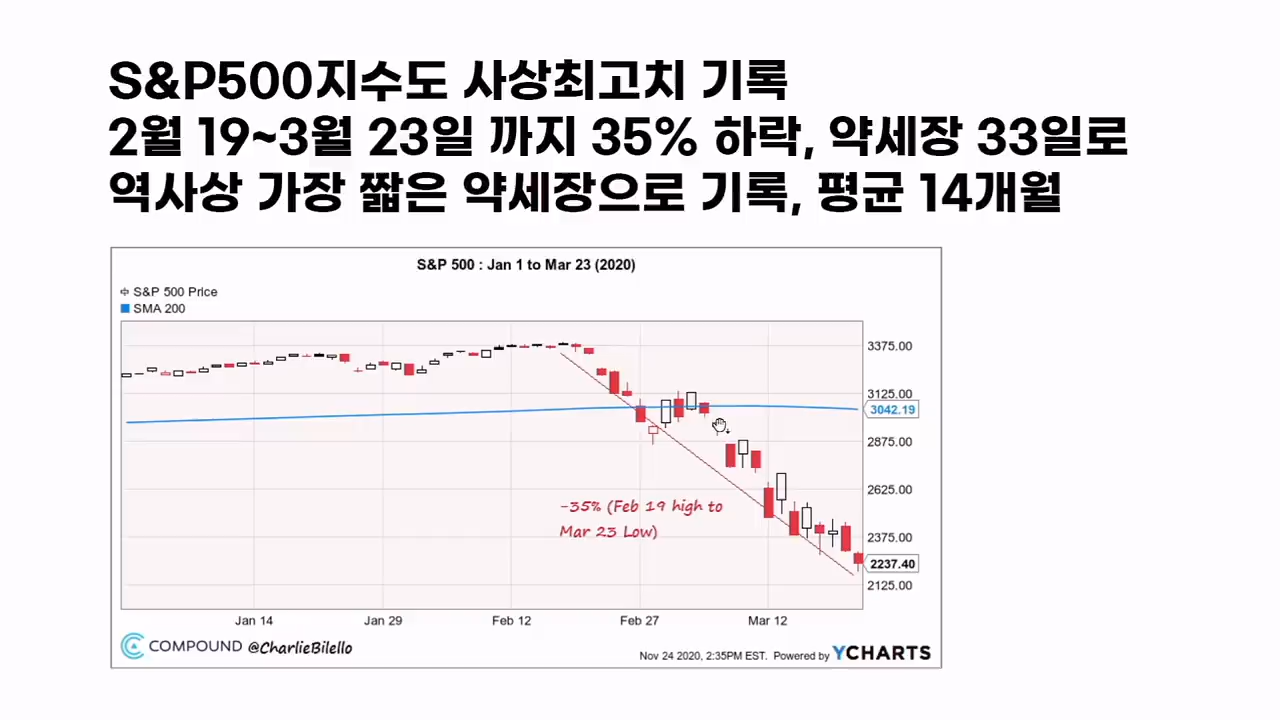 S&P500지수도 사상최고치 기록
2월 19~3월 23일 까지 35% 하락, 약세장 33일로
역사상 가장 짧은 약세장으로 기록, 평균 14개월
S&P 500 : Jan 1 to Mar 23 (2020)
S&P 500 Price
SMA 200
3375.00
3125.00
3042.19
2875.00
2625.00
-35% (Feb 19 high to
Mar 23 Low)
2375.00
2237.40
2125.00
Jan 14 Jan 29 Feb 12 Feb 27 Mar 12
COMPOUND @CharlieBilello
Nov 24 2020, 2:35PM EST. Powered by YCHARTS